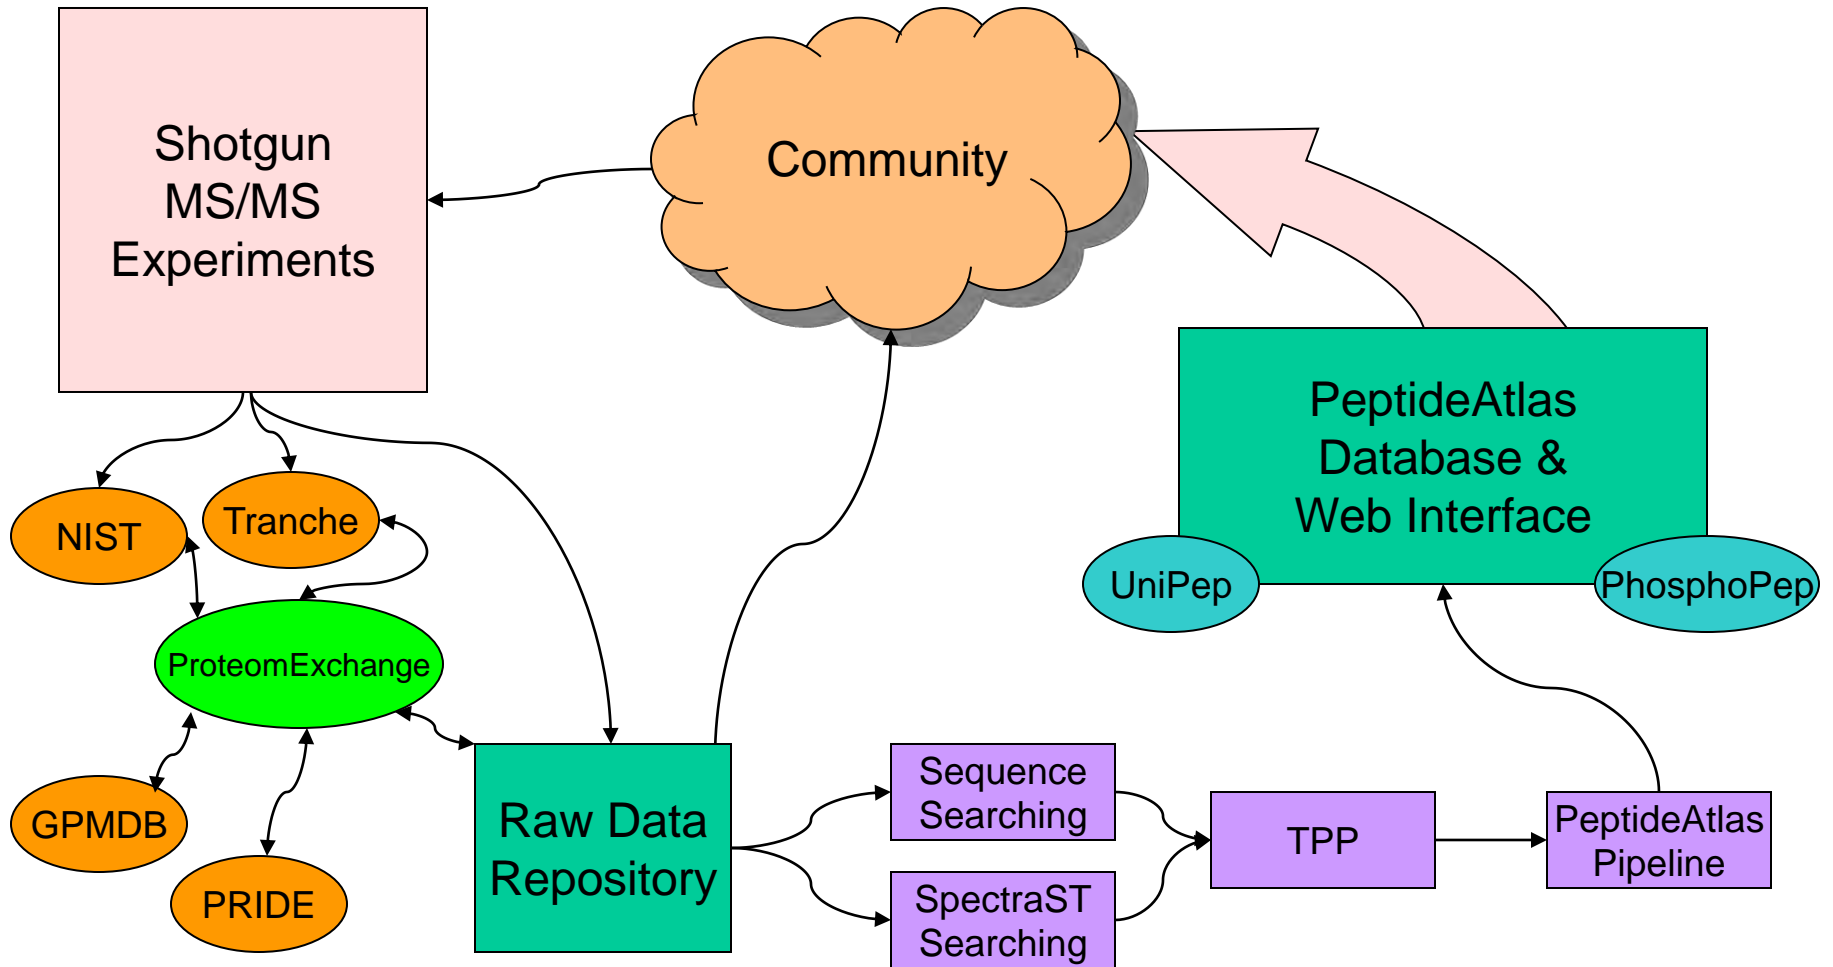 Shotgun
MS/MS
Experiments
Community
PeptideAtlas
Database &
Web Interface
NIST
Tranche
UniPep
PhosphoPep
ProteomExchange
GPMDB
PRIDE
Raw Data
Repository
Sequence
Searching
SpectraST
Searching
TPP
PeptideAtlas
Pipeline